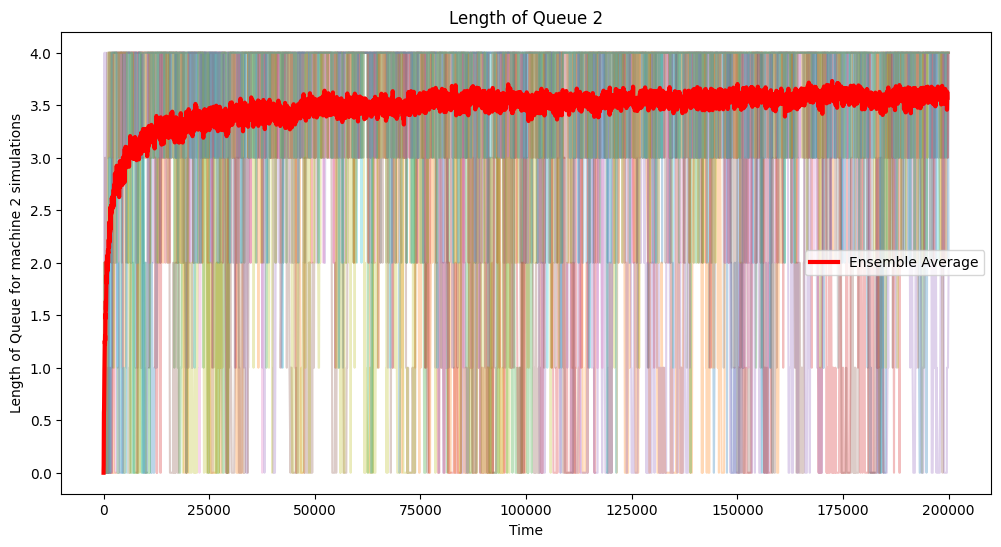 Length of Queue 2
Length of Queue for machine 2 simulations
4.0
3.5
3.0
2.5
2.0
1.5
1.0
0.5
0.0
Ensemble Average
0 25000 50000 75000 100000 125000 150000 175000 200000
Time